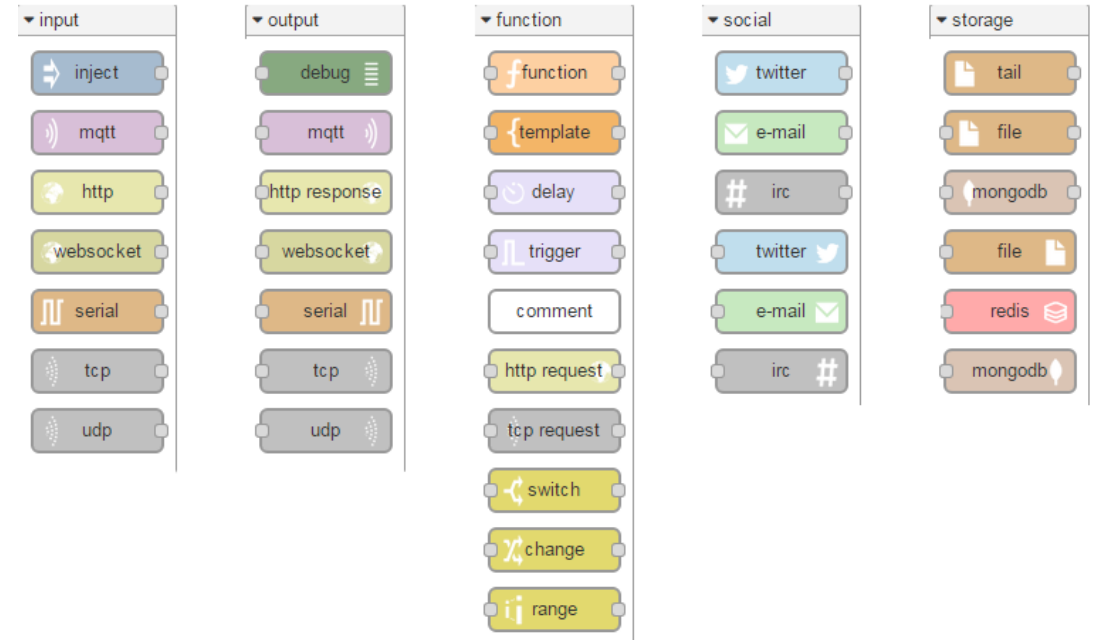 input
inject
mqtt
http
websocket
serial
tcp
udp
output
debug
mqtt
http response
websocket
serial
tcp
udp
function
function
template
delay
trigger
comment
http request
tcp request
switch
change
range
social
twitter
e-mail
irc
twitter
e-mail
irc
storage
tail
file
mongodb
file
redis
mongodb